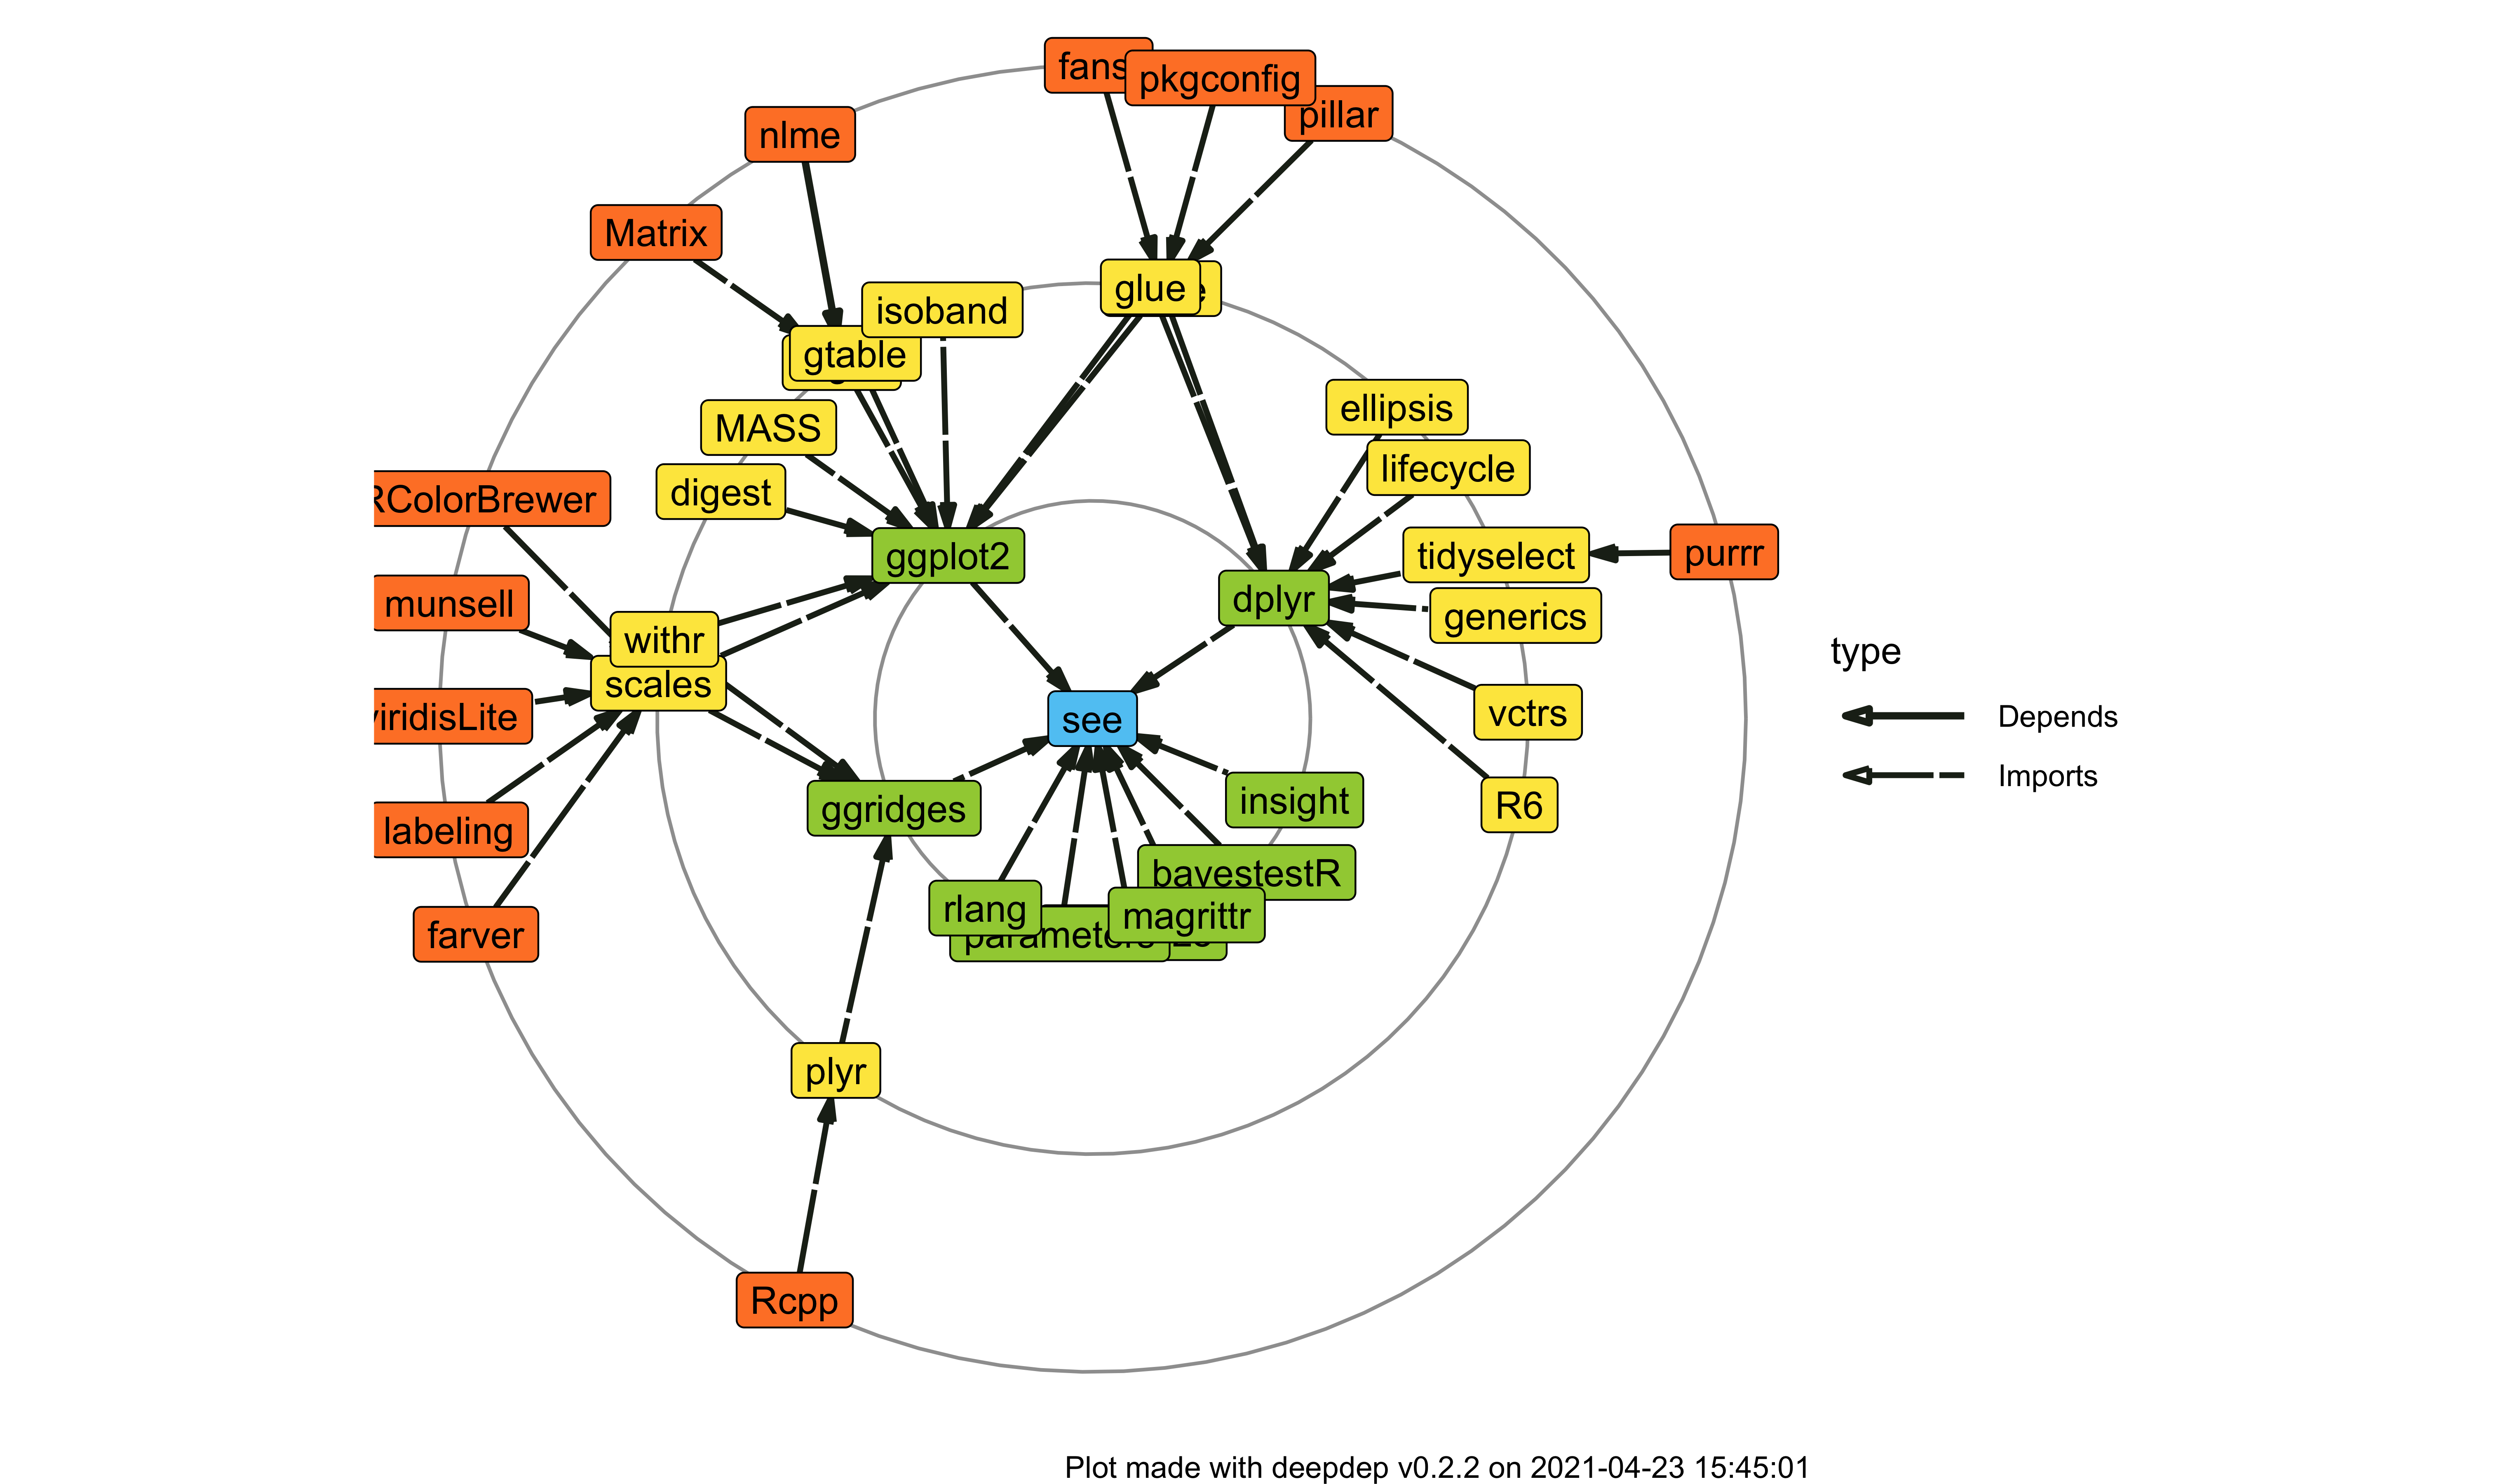 fans
pkgconfig
pillar
nlme
Matrix
glue
isoband
gtable
ellipsis
MASS
lifecycle
digest
RColorBrewer
ggplot2
tidyselect
purrr
dplyr
munsell
generics
withr
type
scales
see
vctrs
viridisLite
Depends
Imports
insight
ggridges
R6
labeling
bayestestR
rlang
magrittr
farver
parameters
plyr
Rcpp
Plot made with deepdep v0.2.2 on 2021-04-23 15:45:01